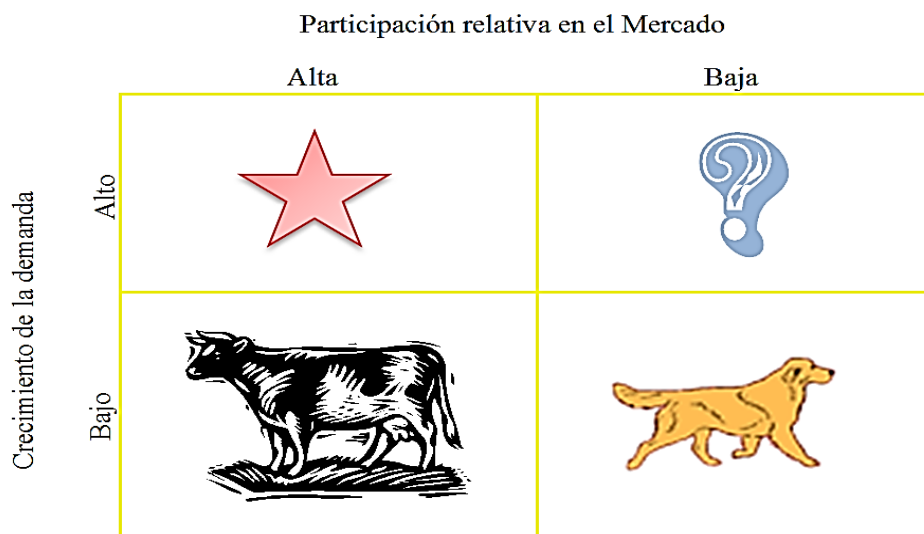 Participación relativa en el Mercado
Alta
Baja
Crecimiento de la demanda
Alto
Bajo